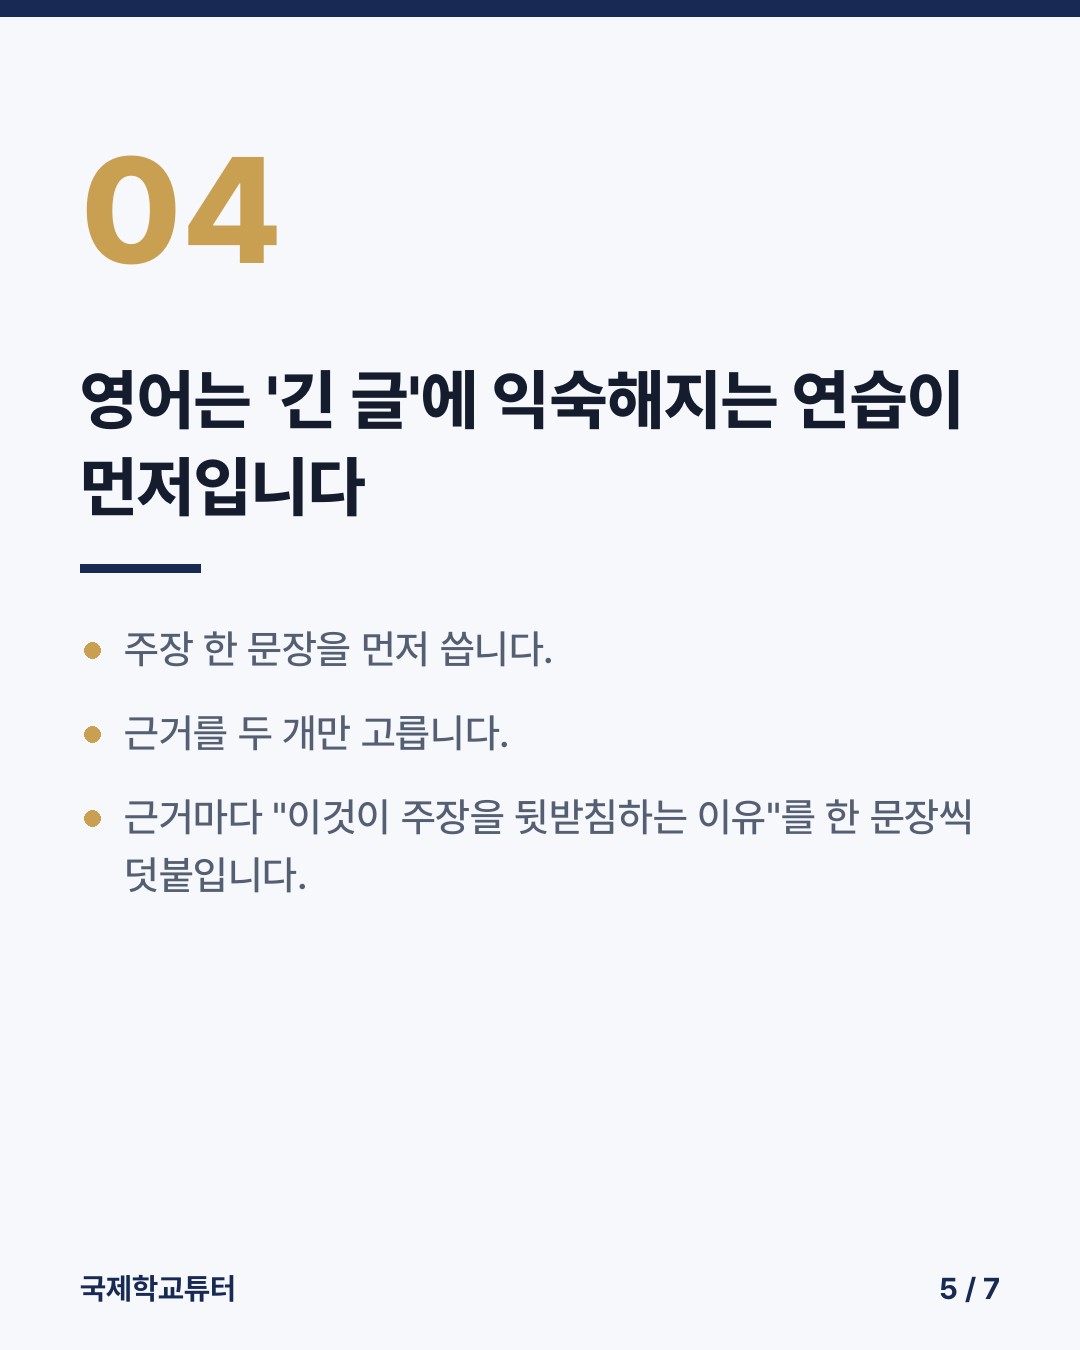 04
영어는 '긴 글'에 익숙해지는 연습이
먼저입니다
주장 한 문장을 먼저 씁니다.
근거를 두 개만 고릅니다.
근거마다 "이것이 주장을 뒷받침하는 이유"를 한 문장씩
덧붙입니다.
국제학교튜터
5 / 7